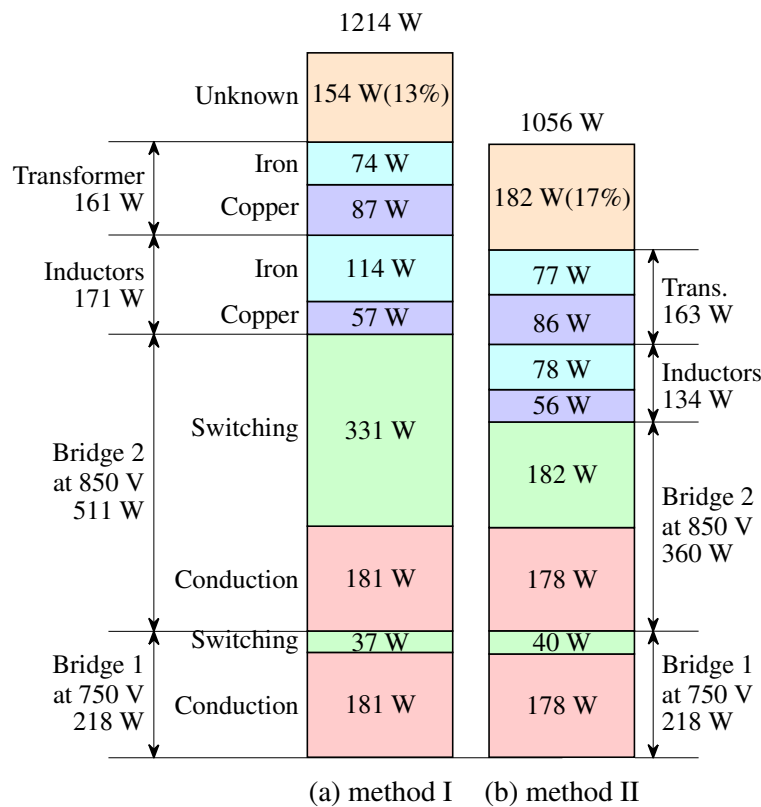 1214 W
Unknown
154 W(13%)
1056 W
Transformer
161 W
Iron
74 W
Copper
87 W
182 W(17%)
Inductors
171 W
Iron
114 W
Copper
57 W
77 W
86 W
Trans.
163 W
78 W
56 W
Inductors
134 W
Bridge 2
at 850 V
511 W
Switching
331 W
Conduction
181 W
182 W
178 W
Bridge 2
at 850 V
360 W
Bridge 1
at 750 V
218 W
Switching
37 W
Conduction
181 W
40 W
178 W
Bridge 1
at 750 V
218 W
(a) method I
(b) method II